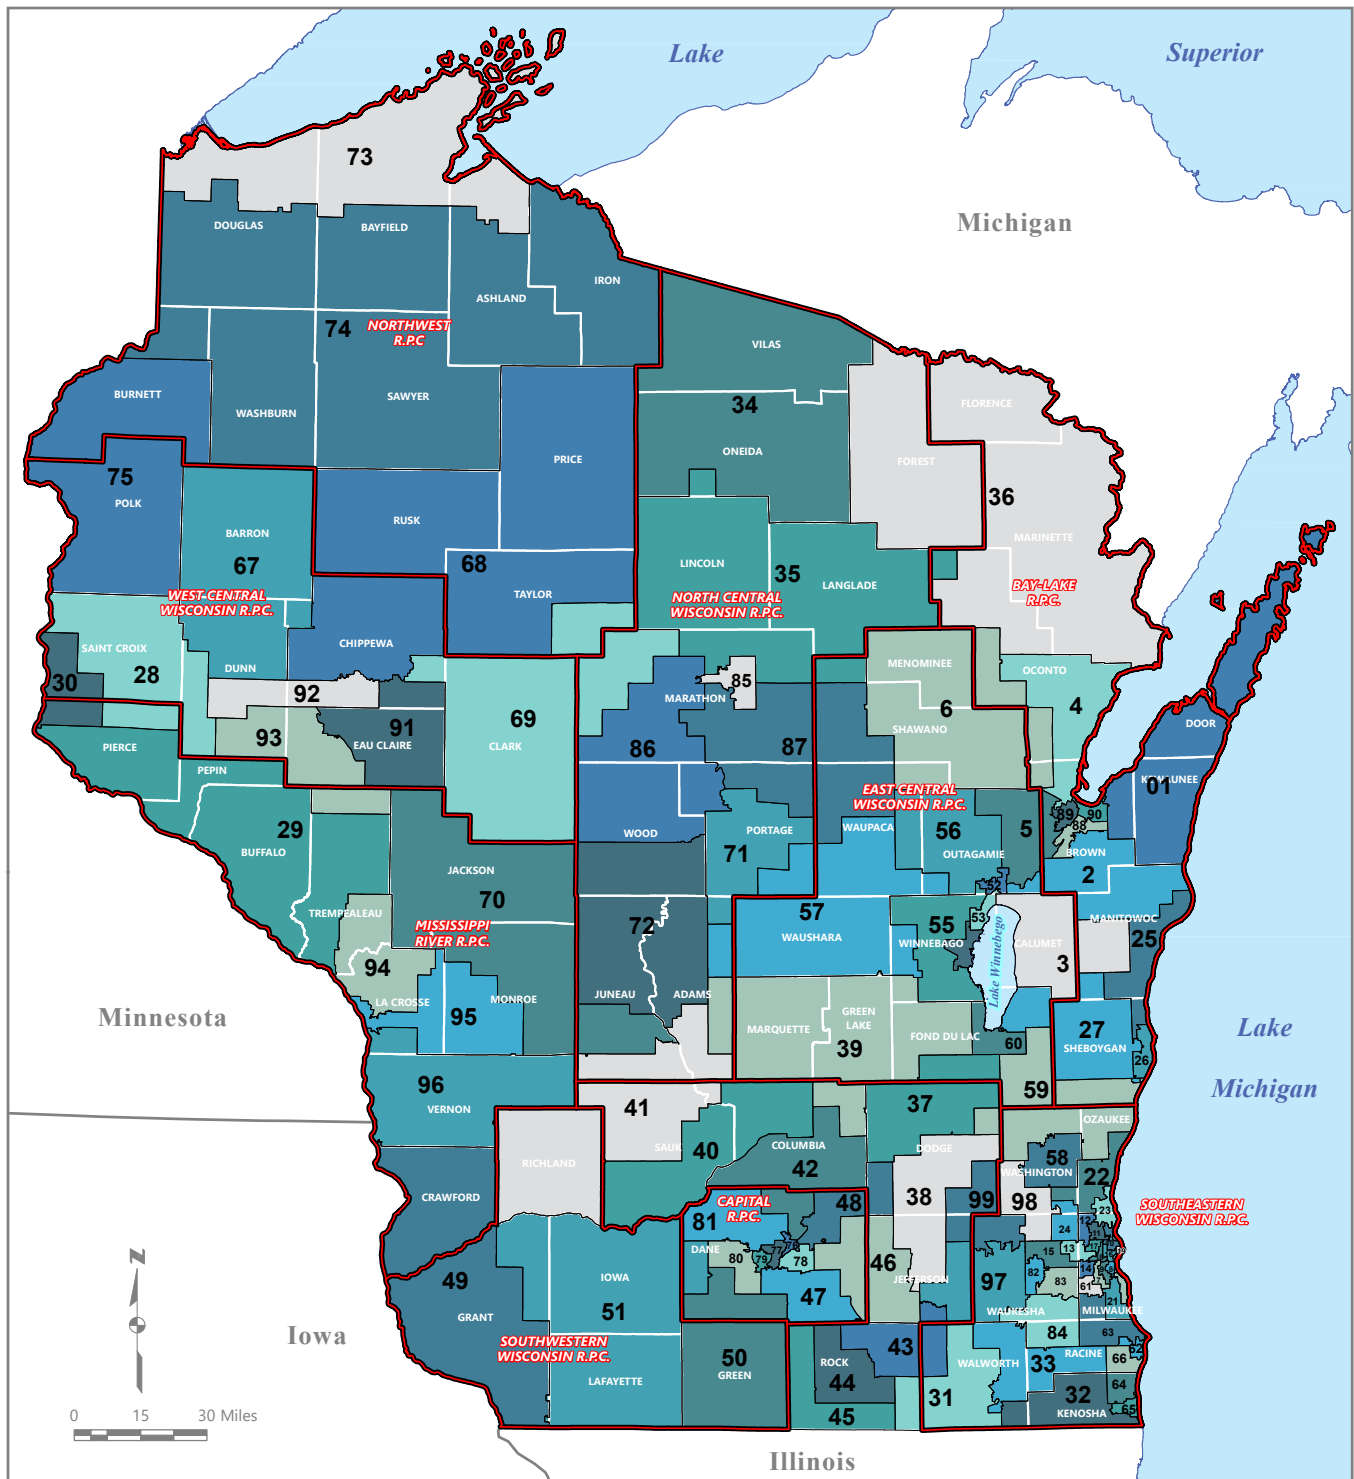 Lake
Superior
73
Michigan
DOUGLAS
BAYFIELD
IRON
ASHLAND
74
NORTHWEST
R.P.C
VILAS
BURNETT
WASHBURN
SAWYER
34
FLORENCE
ONEIDA
PRICE
FOREST
75
POLK
36
RUSK
BARRON
MARINETTE
67
68
LINCOLN
35
LANGLADE
TAYLOR
WEST-CENTRAL
WISCONSIN R.P.C.
NORTH CENTRAL
WISCONSIN R.P.C.
BAY-LAKE
R.P.C.
CHIPPEWA
SAINT CROIX
28
30
DUNN
MENOMINEE
OCONTO
92
85
MARATHON
6
4
69
91
93
EAU CLAIRE
CLARK
86
87
SHAWANO
DOOR
PIERCE
PEPIN
01
EAST-CENTRAL
WISCONSIN R.P.C.
29
BUFFALO
WOOD
PORTAGE
71
WAUPACA
56
OUTAGAMIE
5
89
88
90
BROWN
2
JACKSON
70
52
TREMPEALEAU
MISSISSIPPI
RIVER R.P.C.
72
57
WAUSHARA
55
WINNEBAGO
53
Lake Winnebego
CALUMET
3
MANITOWOC
25
94
LA CROSSE
95
MONROE
JUNEAU
ADAMS
Minnesota
MARQUETTE
GREEN
LAKE
39
FOND DU LAC
60
27
SHEBOYGAN
26
Lake
Michigan
59
96
VERNON
41
SAUK
40
37
COLUMBIA
42
DODGE
OZAUKEE
RICHLAND
58
WASHINGTON
22
CRAWFORD
CAPITAL
R.P.C.
48
38
99
98
SOUTHEASTERN
WISCONSIN R.P.C.
81
DANE
80
79
77
78
23
24
12
11
15
13
46
JEFFERSON
97
82
83
14
61
21
WAUKESHA
MILWAUKEE
49
GRANT
IOWA
51
47
SOUTHWESTERN
WISCONSIN R.P.C.
Iowa
84
63
62
RACINE
66
50
GREEN
ROCK
43
44
WALWORTH
33
LAFAYETTE
31
32
KENOSHA
64
65
45
N
0 15 30 Miles
Illinois